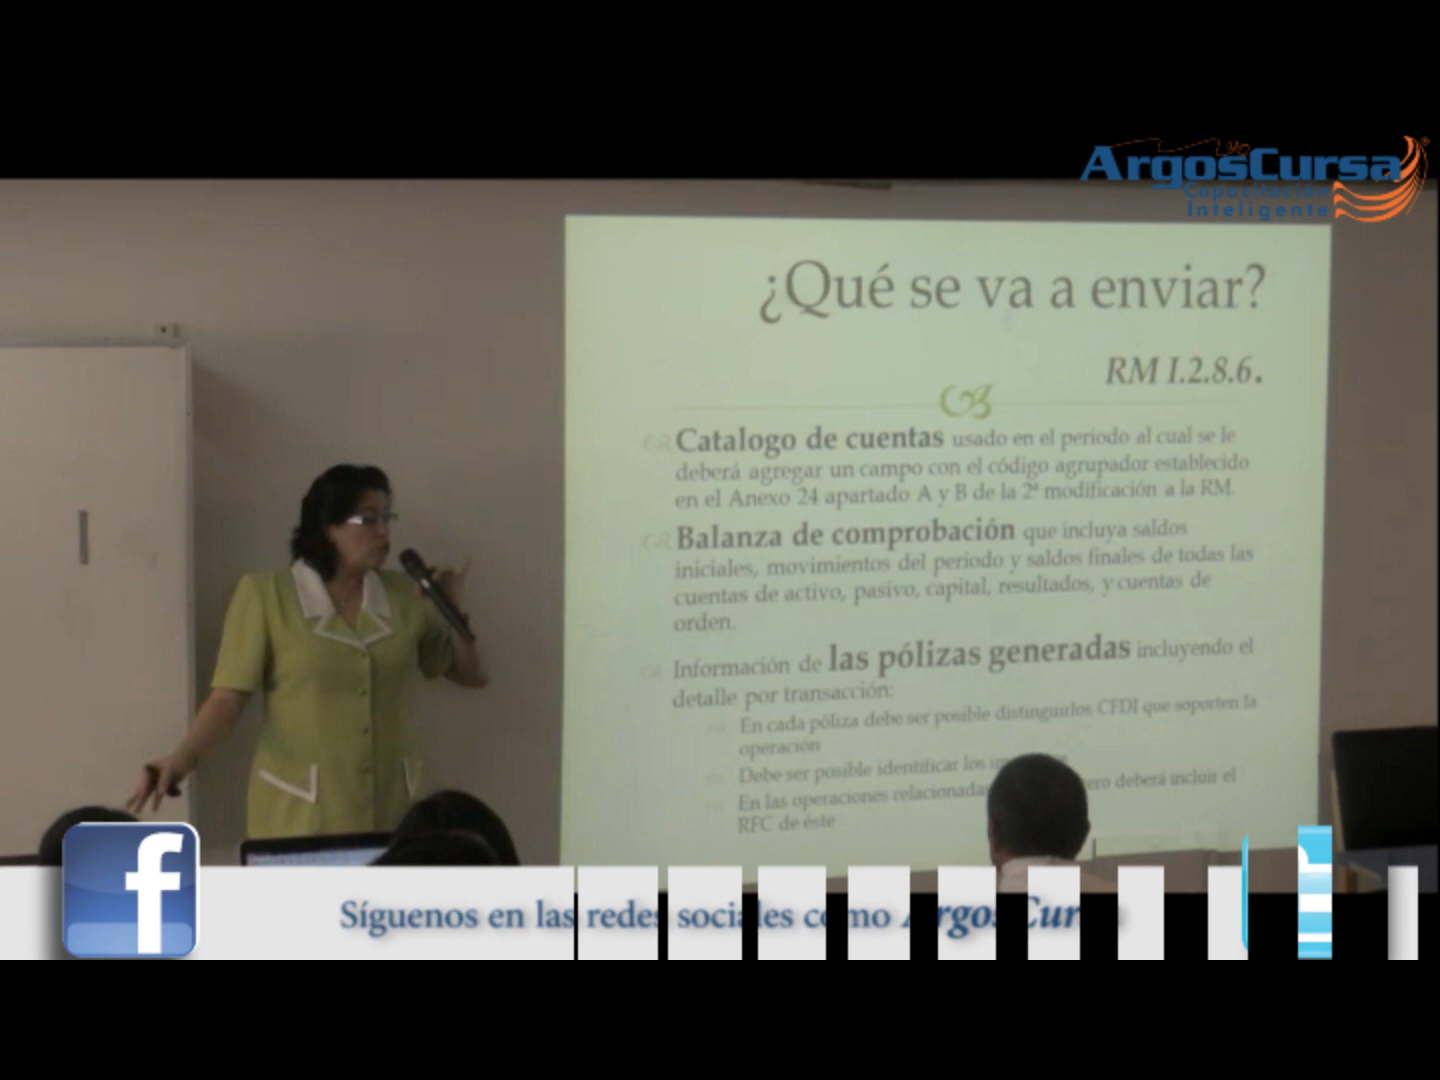 ArgosCursa
Capacitación
Inteligente
¿Qué se va a enviar?
RM I.2.8.6.
Catalogo de cuentas usado en el periodo al cual se le
deberá agregar un campo con el código agrupador establecido
en el Anexo 24 apartado A y B de la 2ª modificación a la RM.
Balanza de comprobación que incluya saldos
iniciales, movimientos del periodo y saldos finales de todas las
cuentas de activo, pasivo, capital, resultados, y cuentas de
orden.
Información de las pólizas generadas incluyendo el
detalle por transacción:
En cada póliza debe ser posible distinguirlos CFDI que soporten la
operación
Debe ser posible identificar los
En las operaciones relacionadas deberá incluir el
RFC de éste
f
Síguenos en las redes sociales como